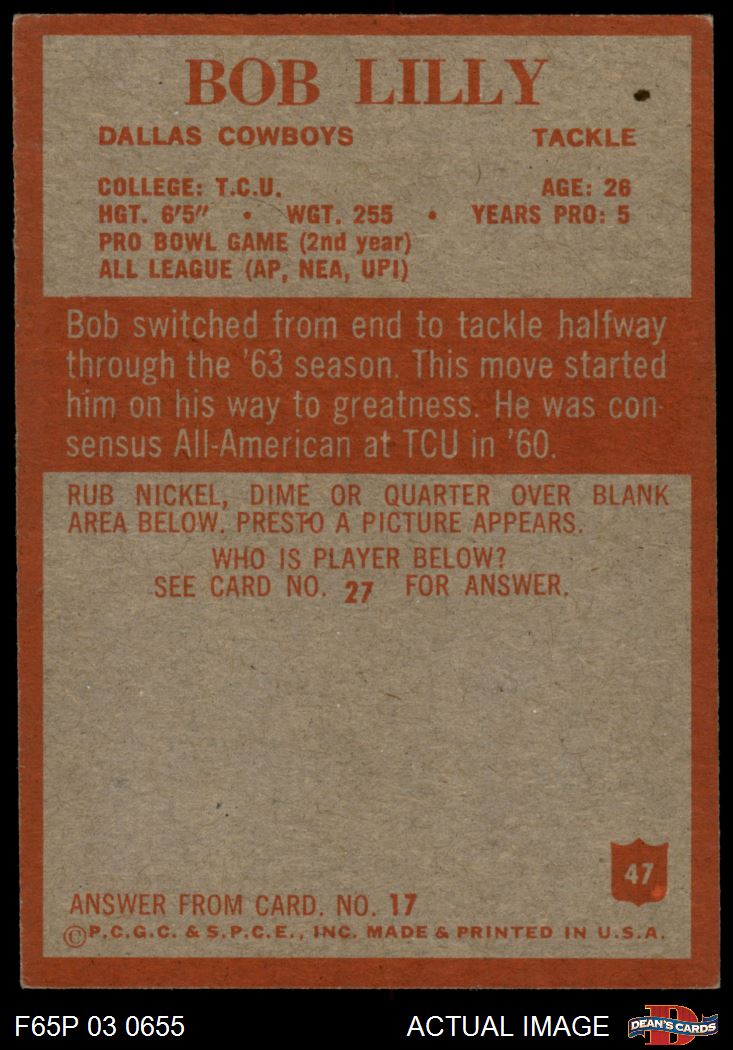 BOB LILLY
DALLAS COWBOYS TACKLE
COLLEGE: T.C.U. AGE: 26
HGT. 6'5" • WGT. 255 • YEARS PRO: 5
PRO BOWL GAME (2nd year)
ALL LEAGUE (AP, NEA, UPI)
Bob switched from end to tackle halfway
through the '63 season. This move started
him on his way to greatness. He was con-
sensus All-American at TCU in '60.
RUB NICKEL, DIME OR QUARTER OVER BLANK
AREA BELOW. PRESTO A PICTURE APPEARS.
WHO IS PLAYER BELOW?
SEE CARD NO. 27 FOR ANSWER.
47
ANSWER FROM CARD. NO. 17
©P.C.G.C. & S.P.C.E., INC. MADE & PRINTED IN U.S.A.
F65P 03 0655 ACTUAL IMAGE
D
DEAN'S CARDS